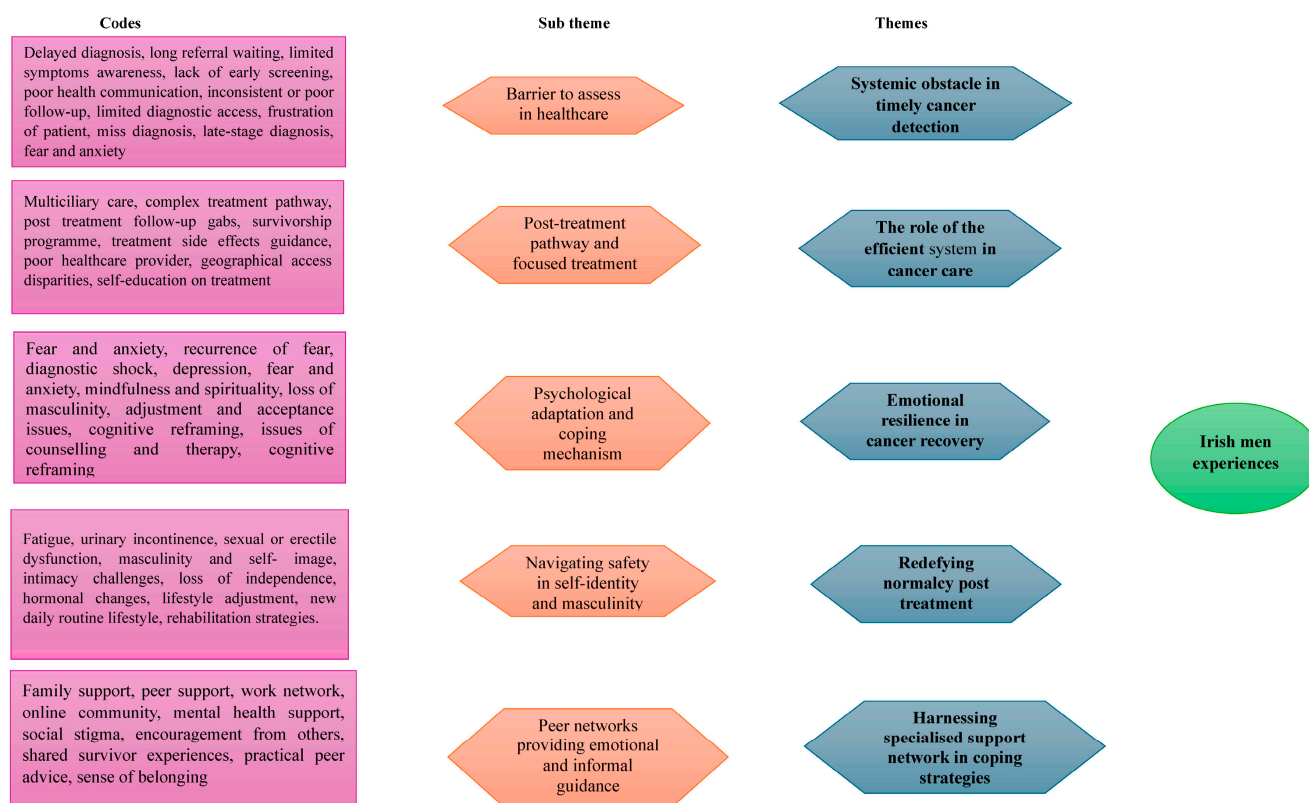 Codes
Sub theme
Themes
Delayed diagnosis, long referral waiting, limited
symptoms awareness, lack of early screening,
poor health communication, inconsistent or poor
follow-up, limited diagnostic access, frustration
of patient, miss diagnosis, late-stage diagnosis,
fear and anxiety
Barrier to assess
in healthcare
Systemic obstacle in
timely cancer
detection
Multiciliary care, complex treatment pathway,
post treatment follow-up gabs, survivorship
programme, treatment side effects guidance,
poor healthcare provider, geographical access
disparities, self-education on treatment
Post-treatment
pathway and
focused treatment
The role of the
efficient system in
cancer care
Fear and anxiety, recurrence of fear,
diagnostic shock, depression, fear and
anxiety, mindfulness and spirituality, loss of
masculinity, adjustment and acceptance
issues, cognitive reframing, issues of
counselling and therapy, cognitive
reframing
Psychological
adaptation and
coping
mechanism
Emotional
resilience in
cancer recovery
Irish men
experiences
Fatigue, urinary incontinence, sexual or erectile
dysfunction, masculinity and self- image,
intimacy challenges, loss of independence,
hormonal changes, lifestyle adjustment, new
daily routine lifestyle, rehabilitation strategies.
Navigating safety
in self-identity
and masculinity
Redefying
normalcy post
treatment
Family support, peer support, work network,
online community, mental health support,
social stigma, encouragement from others,
shared survivor experiences, practical peer
advice, sense of belonging
Peer networks
providing emotional
and informal
guidance
Harnessing
specialised support
network in coping
strategies